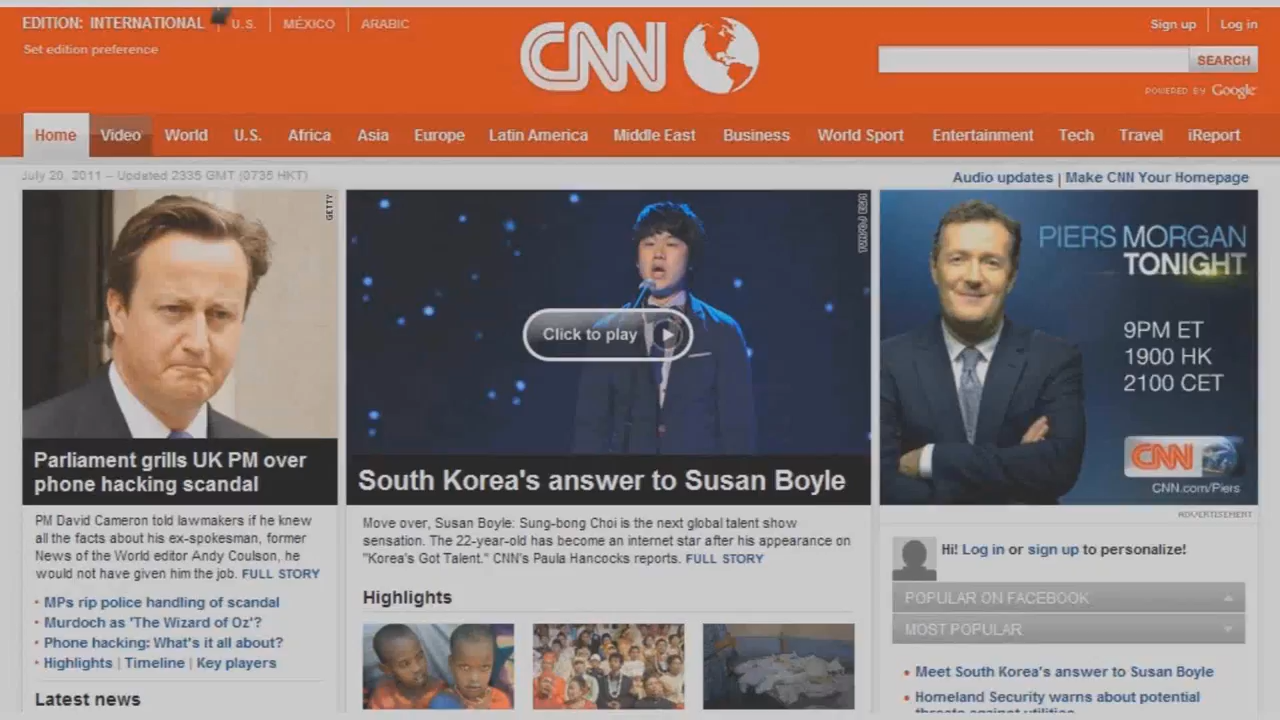 EDITION: INTERNATIONAL
U.S.
MÉXICO
ARABIC
Set edition preference
CNN
Sign up
Log in
SEARCH
POWERED BY Google
Home
Video
World
U.S.
Africa
Asia
Europe
Latin America
Middle East
Business
World Sport
Entertainment
Tech
Travel
iReport
July 20, 2011 – Updated 2335 GMT (0735 HKT)
Audio updates | Make CNN Your Homepage
GETTY
Parliament grills UK PM over
phone hacking scandal
PM David Cameron told lawmakers if he knew
all the facts about his ex-spokesman, former
News of the World editor Andy Coulson, he
would not have given him the job. FULL STORY
MPs rip police handling of scandal
Murdoch as 'The Wizard of Oz'?
Phone hacking: What's it all about?
Highlights | Timeline | Key players
Latest news
Click to play
South Korea's answer to Susan Boyle
Move over, Susan Boyle: Sung-bong Choi is the next global talent show
sensation. The 22-year-old has become an internet star after his appearance on
"Korea's Got Talent." CNN's Paula Hancocks reports. FULL STORY
Highlights
PIERS MORGAN
TONIGHT
9PM ET
1900 HK
2100 CET
CNN
CNN.com/Piers
ADVERTISEMENT
Hi! Log in or sign up to personalize!
POPULAR ON FACEBOOK
MOST POPULAR
Meet South Korea's answer to Susan Boyle
Homeland Security warns about potential
threats against utilities